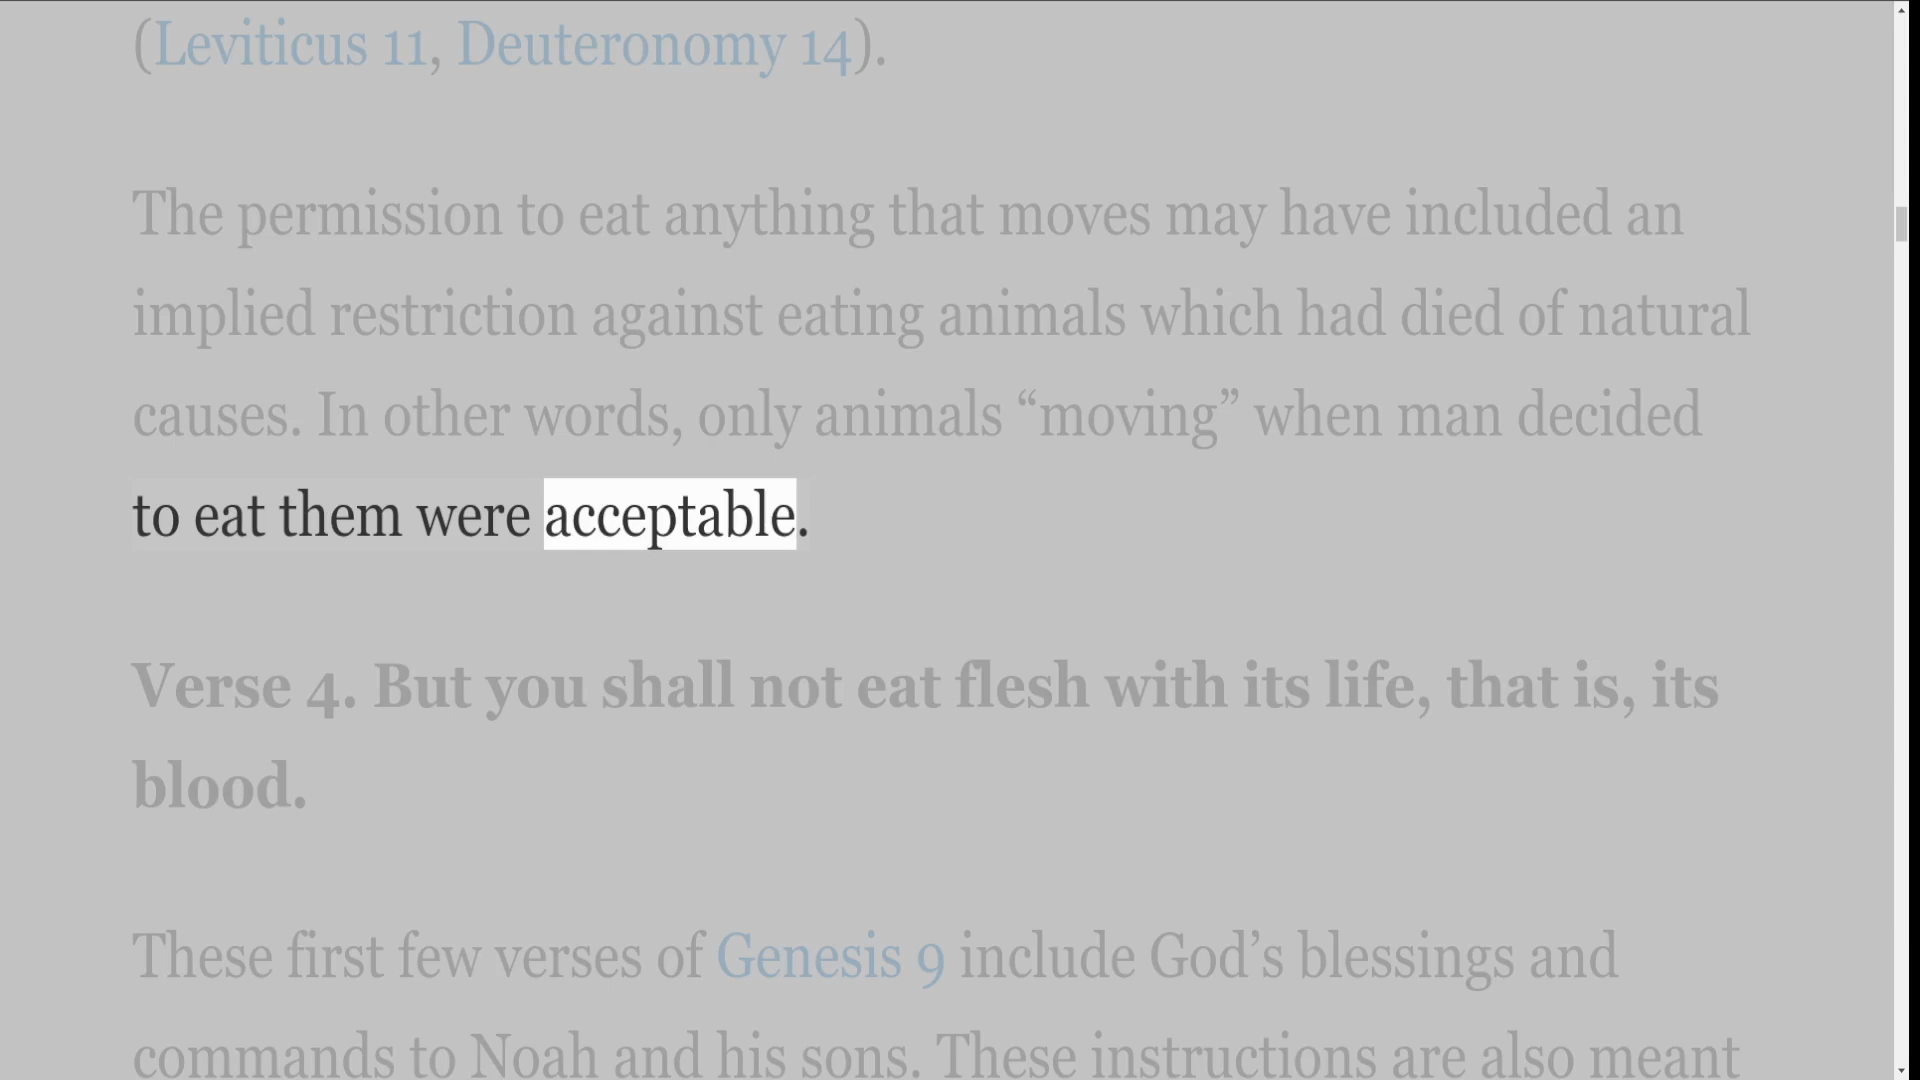 (Leviticus 11, Deuteronomy 14).
The permission to eat anything that moves may have included an
implied restriction against eating animals which had died of natural
causes. In other words, only animals “moving” when man decided
to eat them were acceptable.
Verse 4. But you shall not eat flesh with its life, that is, its
blood.
These first few verses of Genesis 9 include God’s blessings and
commands to Noah and his sons. These instructions are also meant